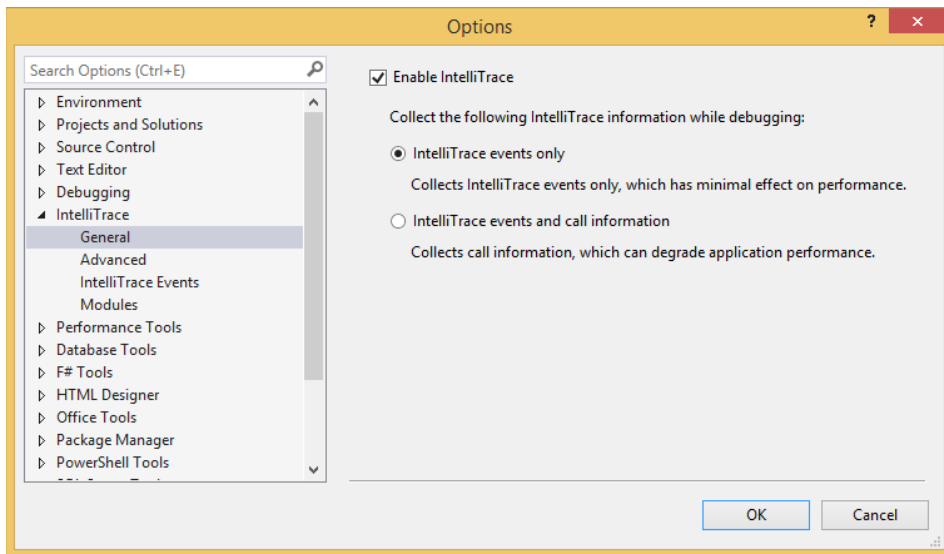 Options
?
Search Options (Ctrl+E)
Environment
Projects and Solutions
Source Control
Text Editor
Debugging
IntelliTrace
General
Advanced
IntelliTrace Events
Modules
Performance Tools
Database Tools
F# Tools
HTML Designer
Office Tools
Package Manager
PowerShell Tools
Enable IntelliTrace
Collect the following IntelliTrace information while debugging:
IntelliTrace events only
Collects IntelliTrace events only, which has minimal effect on performance.
IntelliTrace events and call information
Collects call information, which can degrade application performance.
OK
Cancel